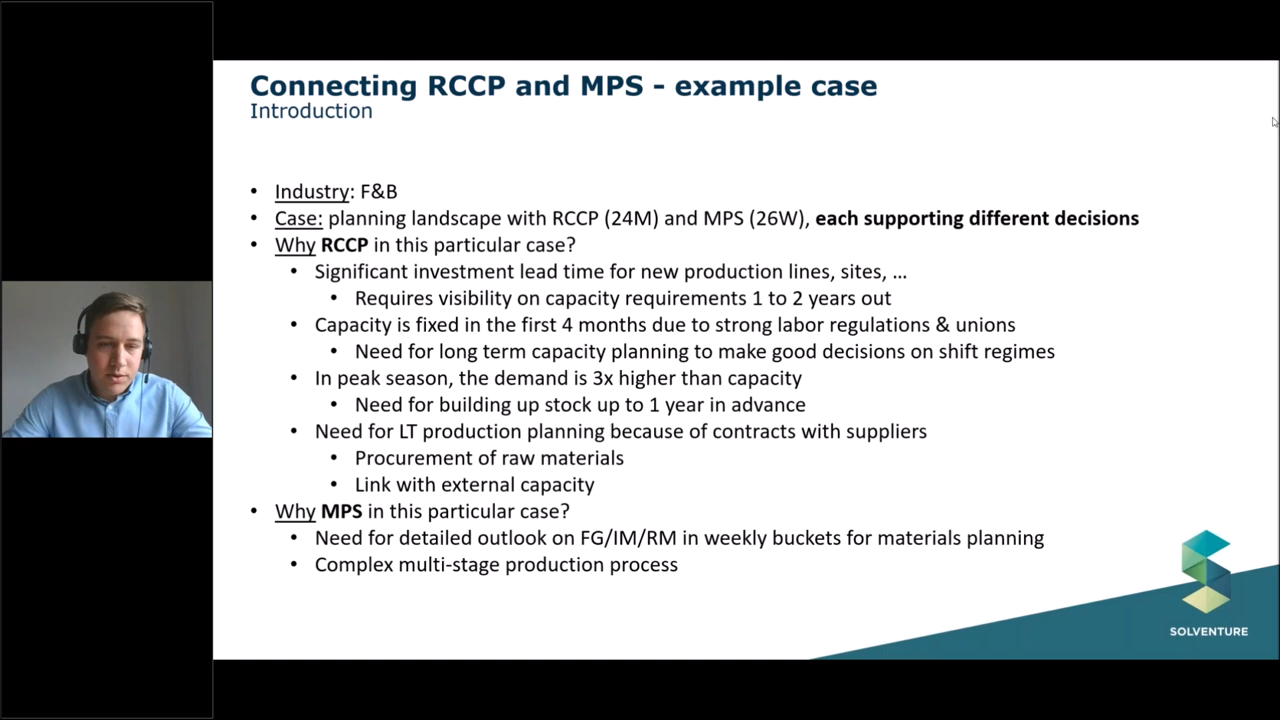 Connecting RCCP and MPS - example case
Introduction
• Industry: F&B
• Case: planning landscape with RCCP (24M) and MPS (26W), each supporting different decisions
• Why RCCP in this particular case?
• Significant investment lead time for new production lines, sites, …
• Requires visibility on capacity requirements 1 to 2 years out
• Capacity is fixed in the first 4 months due to strong labor regulations & unions
• Need for long term capacity planning to make good decisions on shift regimes
• In peak season, the demand is 3x higher than capacity
• Need for building up stock up to 1 year in advance
• Need for LT production planning because of contracts with suppliers
• Procurement of raw materials
• Link with external capacity
• Why MPS in this particular case?
• Need for detailed outlook on FG/IM/RM in weekly buckets for materials planning
• Complex multi-stage production process
SOLVENTURE